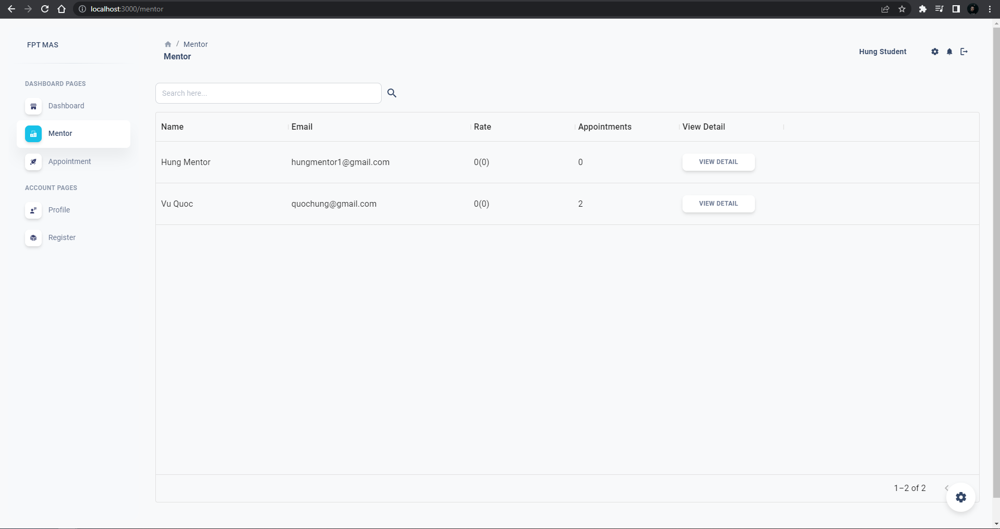 localhost:3000/mentor
FPT MAS
/ Mentor
Mentor
Hung Student
DASHBOARD PAGES
Dashboard
Mentor
Appointment
ACCOUNT PAGES
Profile
Register
Search here...
Name Email Rate Appointments View Detail
Hung Mentor hungmentor1@gmail.com 0(0) 0 VIEW DETAIL
Vu Quoc quochung@gmail.com 0(0) 2 VIEW DETAIL
1–2 of 2